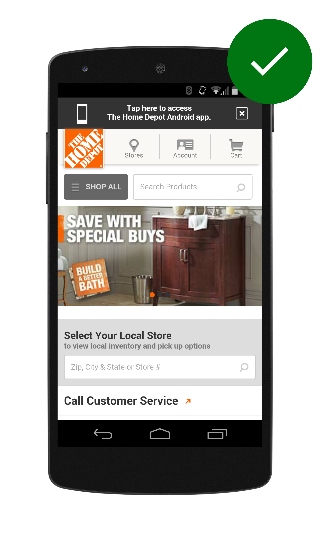 Tap here to access
The Home Depot Android app.
THE
HOME
DEPOT
Stores
Account
Cart
SHOP ALL
Search Products
SAVE WITH
SPECIAL BUYS
BUILD
A BETTER
BATH
Select Your Local Store
to view local inventory and pick up options
Zip, City & State or Store #
Call Customer Service